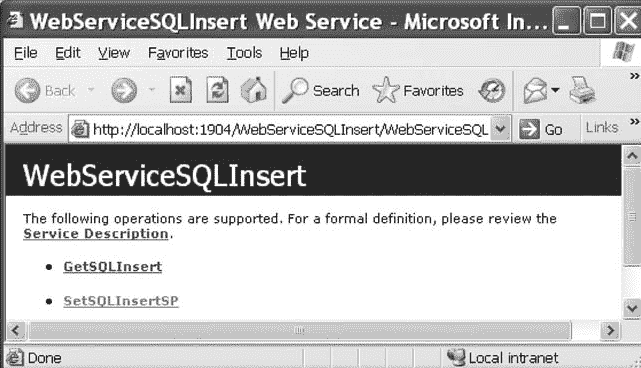 WebServiceSQLInsert Web Service - Microsoft In...
File Edit View Favorites Tools Help
Back Search Favorites »
Address http://localhost:1904/WebServiceSQLInsert/WebServiceSQL Go Links »
WebServiceSQLInsert
The following operations are supported. For a formal definition, please review the
Service Description.
• GetSQLInsert
• SetSQLInsertSP
Done Local intranet